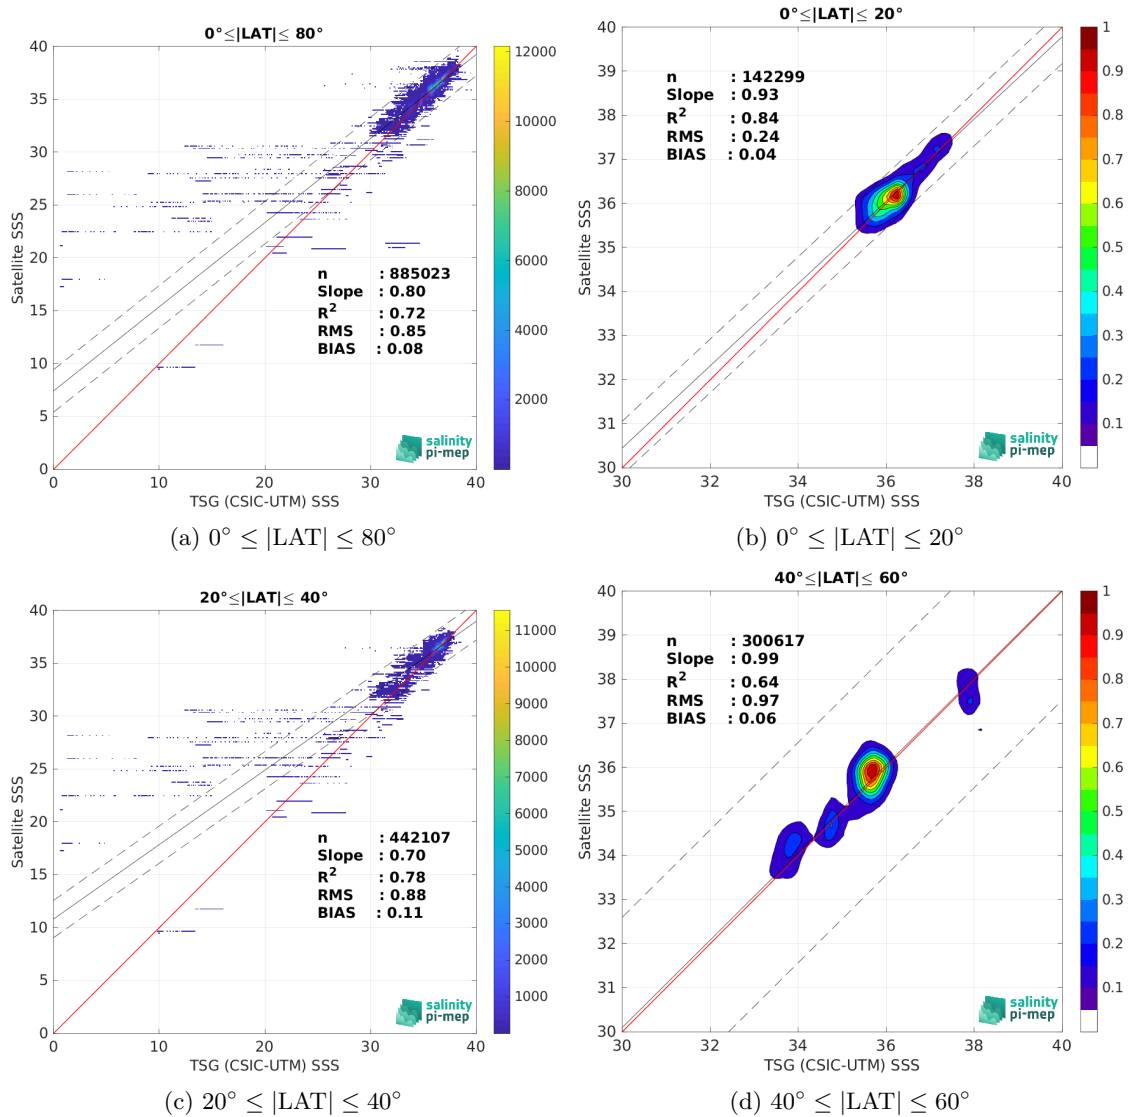 0°≤|LAT|≤ 80°
40
35
30
25
20
15
10
5
0
0
10
20
30
40
Satellite SSS
TSG (CSIC-UTM) SSS
n : 885023
Slope : 0.80
R² : 0.72
RMS : 0.85
BIAS : 0.08
salinity
pi-mep
12000
10000
8000
6000
4000
2000
(a) 0° ≤ |LAT| ≤ 80°
0°≤|LAT|≤ 20°
40
39
38
37
36
35
34
33
32
31
30
30
32
34
36
38
40
Satellite SSS
TSG (CSIC-UTM) SSS
n : 142299
Slope : 0.93
R² : 0.84
RMS : 0.24
BIAS : 0.04
salinity
pi-mep
1
0.9
0.8
0.7
0.6
0.5
0.4
0.3
0.2
0.1
(b) 0° ≤ |LAT| ≤ 20°
20°≤|LAT|≤ 40°
40
35
30
25
20
15
10
5
0
0
10
20
30
40
Satellite SSS
TSG (CSIC-UTM) SSS
n : 442107
Slope : 0.70
R² : 0.78
RMS : 0.88
BIAS : 0.11
salinity
pi-mep
11000
10000
9000
8000
7000
6000
5000
4000
3000
2000
1000
(c) 20° ≤ |LAT| ≤ 40°
40°≤|LAT|≤ 60°
40
39
38
37
36
35
34
33
32
31
30
30
32
34
36
38
40
Satellite SSS
TSG (CSIC-UTM) SSS
n : 300617
Slope : 0.99
R² : 0.64
RMS : 0.97
BIAS : 0.06
salinity
pi-mep
1
0.9
0.8
0.7
0.6
0.5
0.4
0.3
0.2
0.1
(d) 40° ≤ |LAT| ≤ 60°